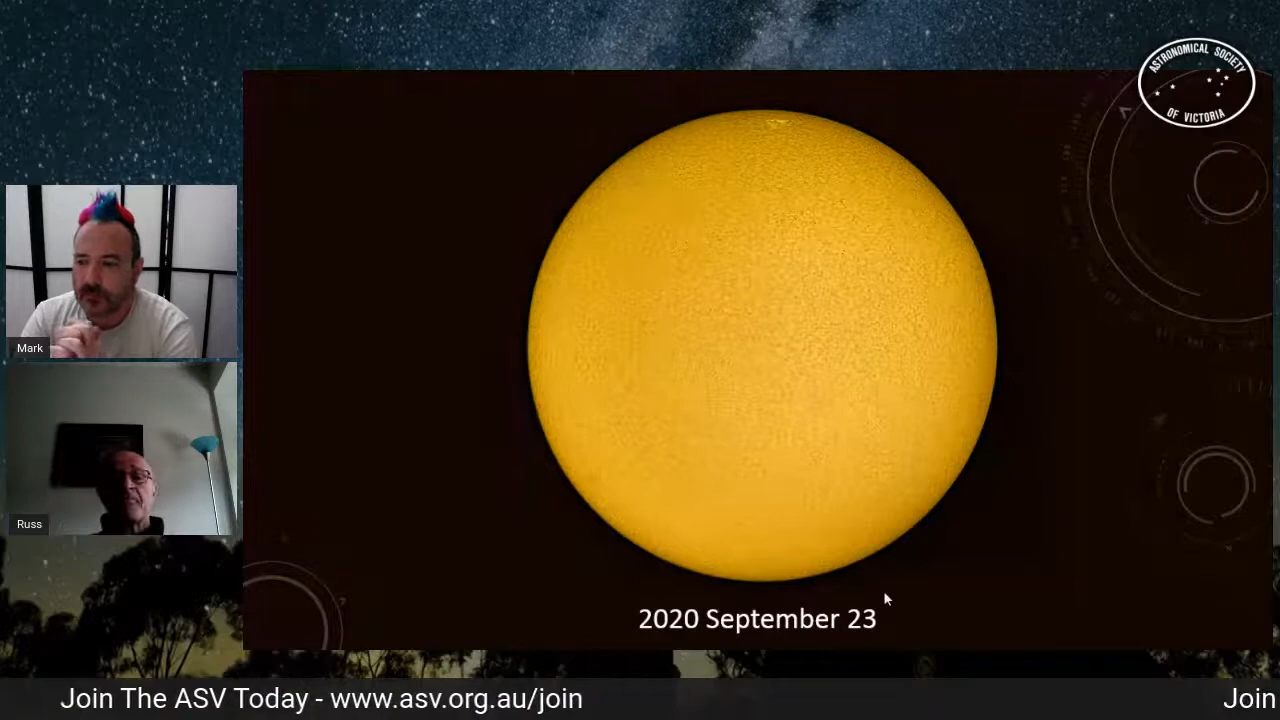 ASTRONOMICAL SOCIETY
OF VICTORIA
Mark
Russ
2020 September 23
Join The ASV Today - www.asv.org.au/join
Join